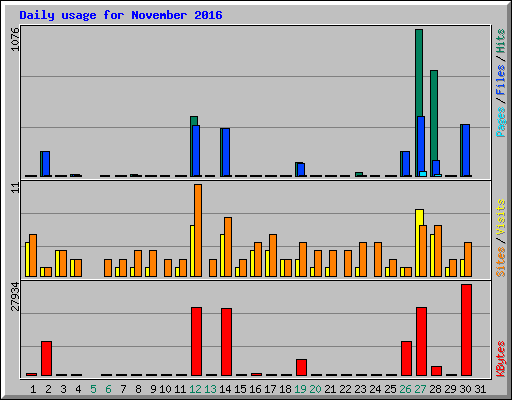 Daily usage for November 2016
1076
Pages / Files / Hits
11
Sites / Visits
27934
KBytes
1 2 3 4 5 6 7 8 9 10 11 12 13 14 15 16 17 18 19 20 21 22 23 24 25 26 27 28 29 30 31